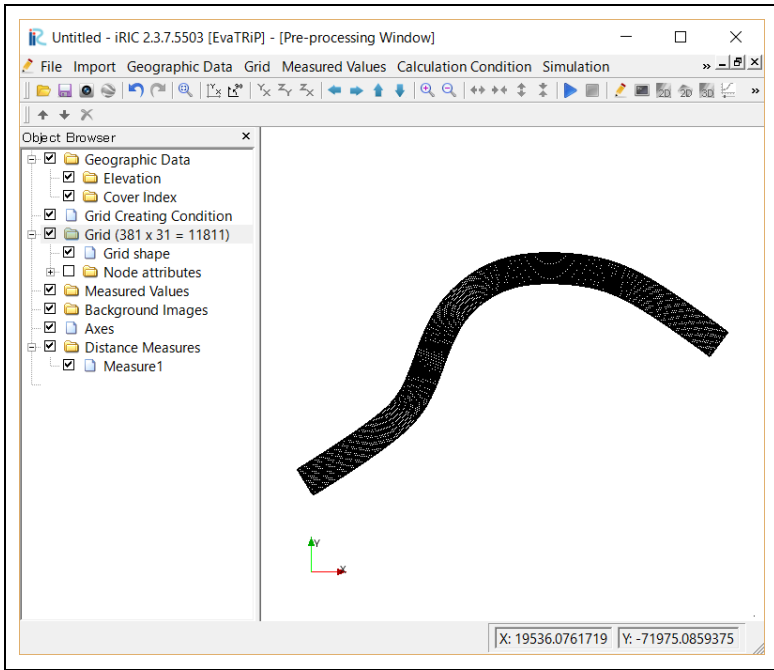 Untitled - iRIC 2.3.7.5503 [EvaTRiP] - [Pre-processing Window]
File Import Geographic Data Grid Measured Values Calculation Condition Simulation »
Object Browser
Geographic Data
Elevation
Cover Index
Grid Creating Condition
Grid (381 x 31 = 11811)
Grid shape
Node attributes
Measured Values
Background Images
Axes
Distance Measures
Measure1
Y
X
X: 19536.0761719 Y: -71975.0859375